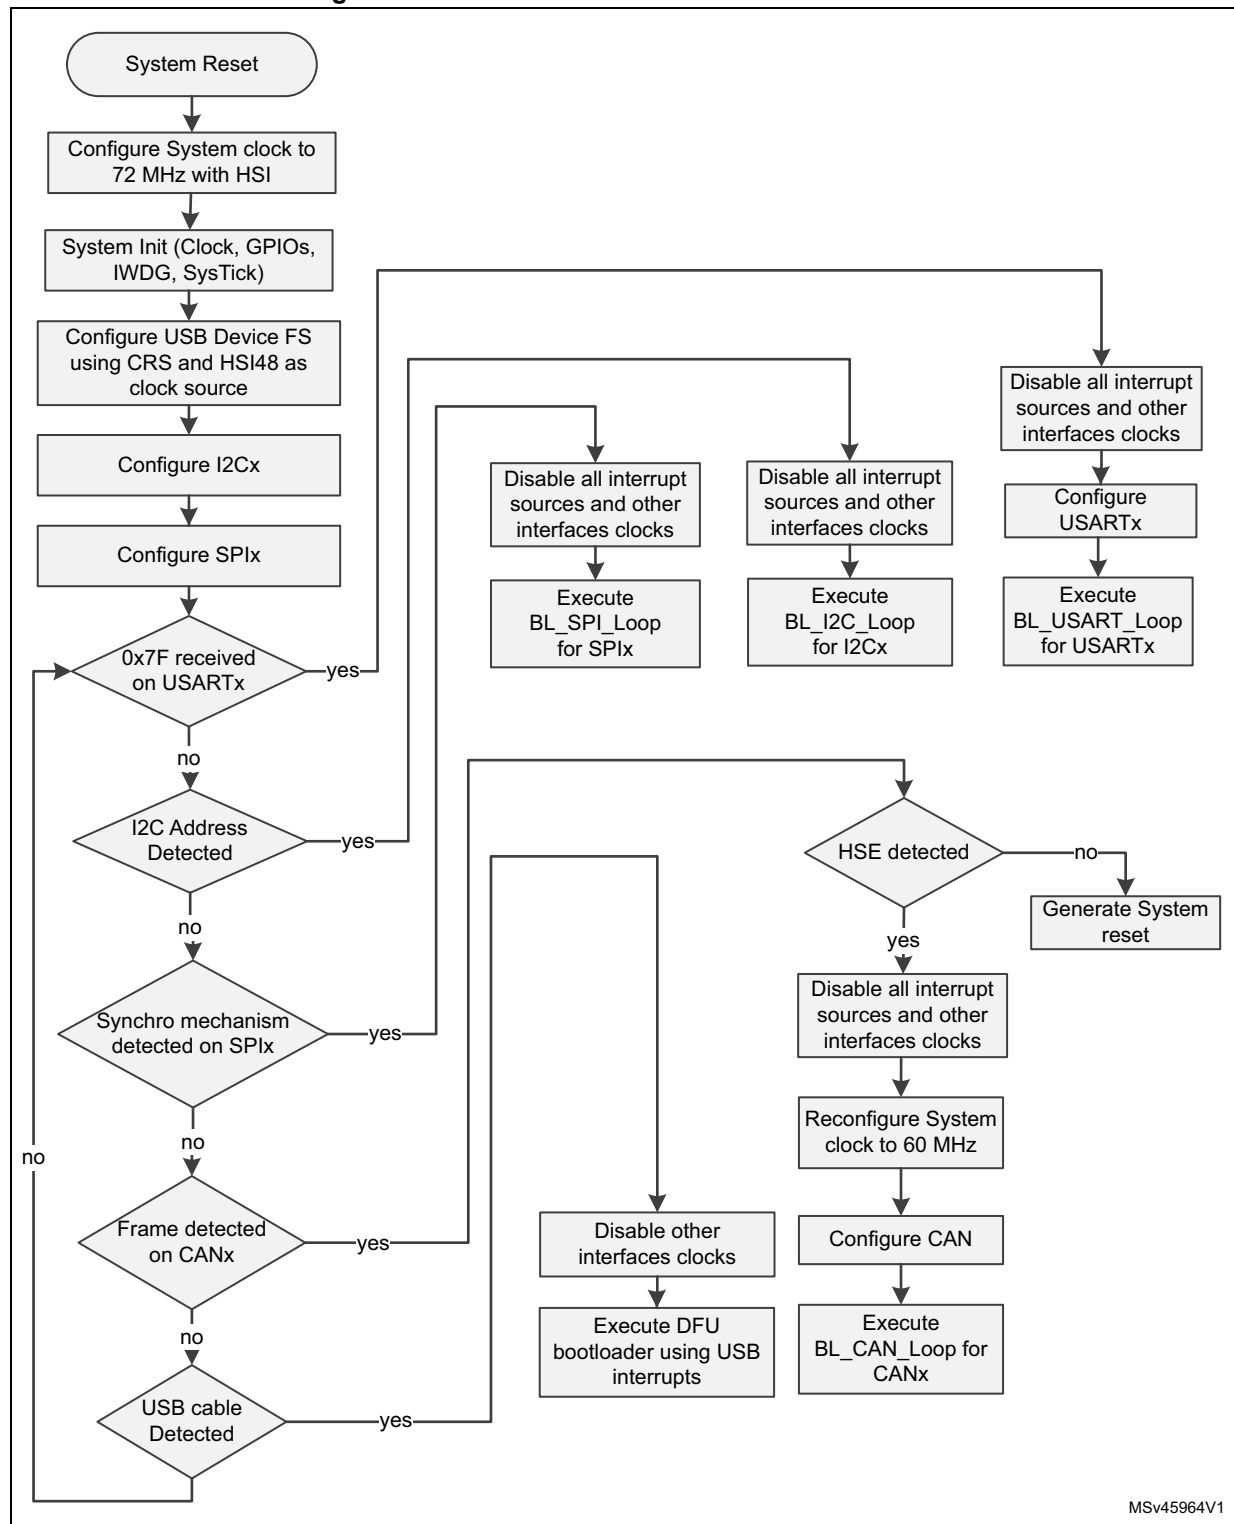 System Reset
Configure System clock to
72 MHz with HSI
System Init (Clock, GPIOs,
IWDG, SysTick)
Configure USB Device FS
using CRS and HSI48 as
clock source
Configure I2Cx
Configure SPIx
0x7F received
on USARTx
yes
no
I2C Address
Detected
yes
no
Synchro mechanism
detected on SPIx
yes
no
Frame detected
on CANx
yes
no
USB cable
Detected
yes
no
Disable all interrupt
sources and other
interfaces clocks
Execute
BL_SPI_Loop
for SPIx
Disable all interrupt
sources and other
interfaces clocks
Execute
BL_I2C_Loop
for I2Cx
Disable all interrupt
sources and other
interfaces clocks
Configure
USARTx
Execute
BL_USART_Loop
for USARTx
HSE detected
no
Generate System
reset
yes
Disable all interrupt
sources and other
interfaces clocks
Reconfigure System
clock to 60 MHz
Configure CAN
Execute
BL_CAN_Loop for
CANx
Disable other
interfaces clocks
Execute DFU
bootloader using USB
interrupts
MSv45964V1